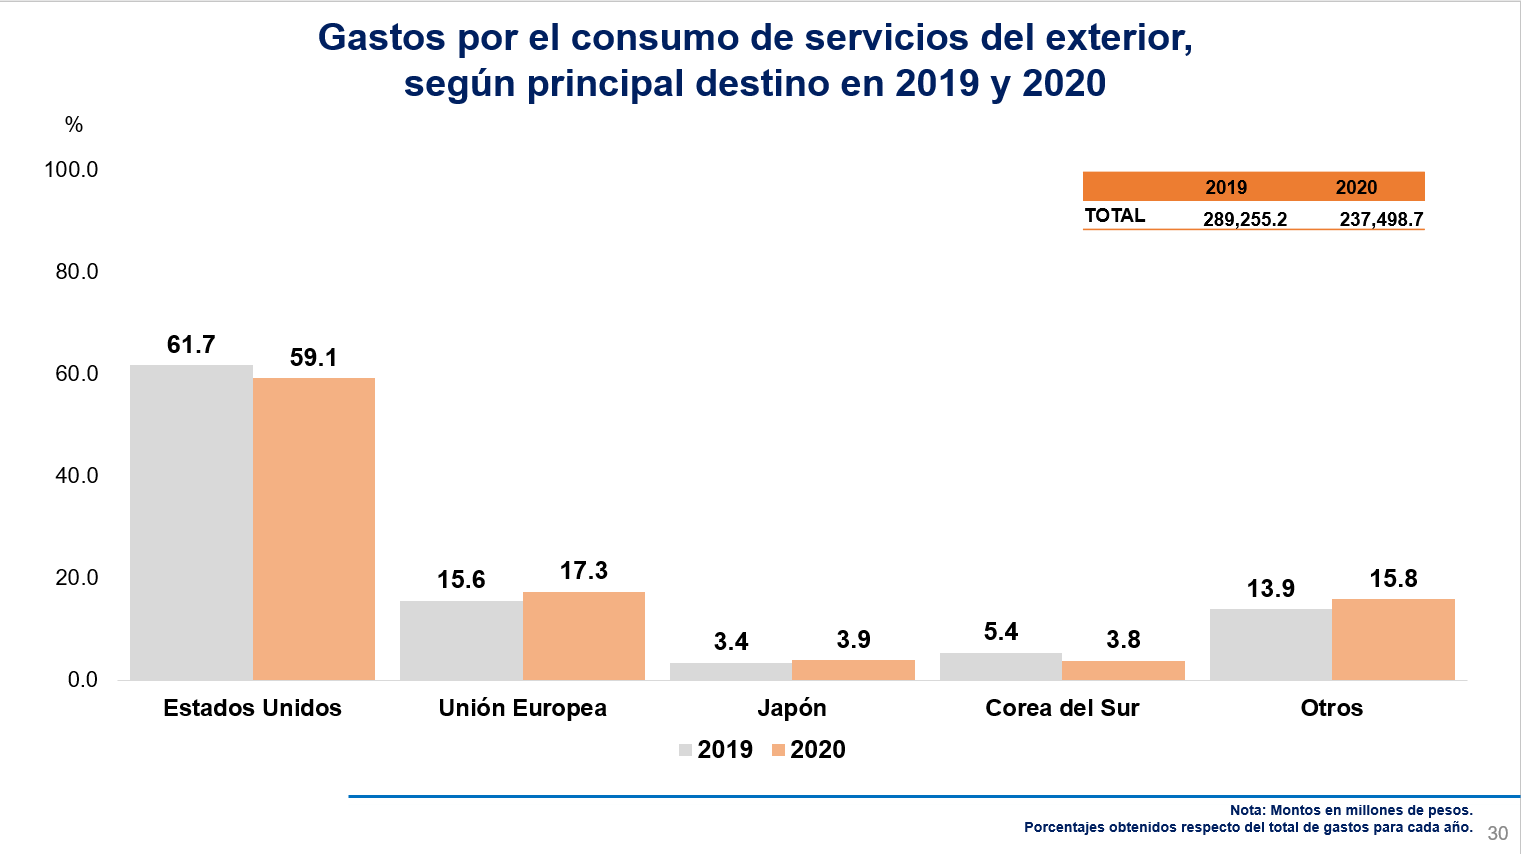 Gastos por el consumo de servicios del exterior,
según principal destino en 2019 y 2020
%
100.0
80.0
60.0
40.0
20.0
0.0
2019 2020
TOTAL 289,255.2 237,498.7
61.7 59.1
15.6 17.3
3.4 3.9
5.4 3.8
13.9 15.8
Estados Unidos Unión Europea Japón Corea del Sur Otros
2019 2020
Nota: Montos en millones de pesos.
Porcentajes obtenidos respecto del total de gastos para cada año.
30